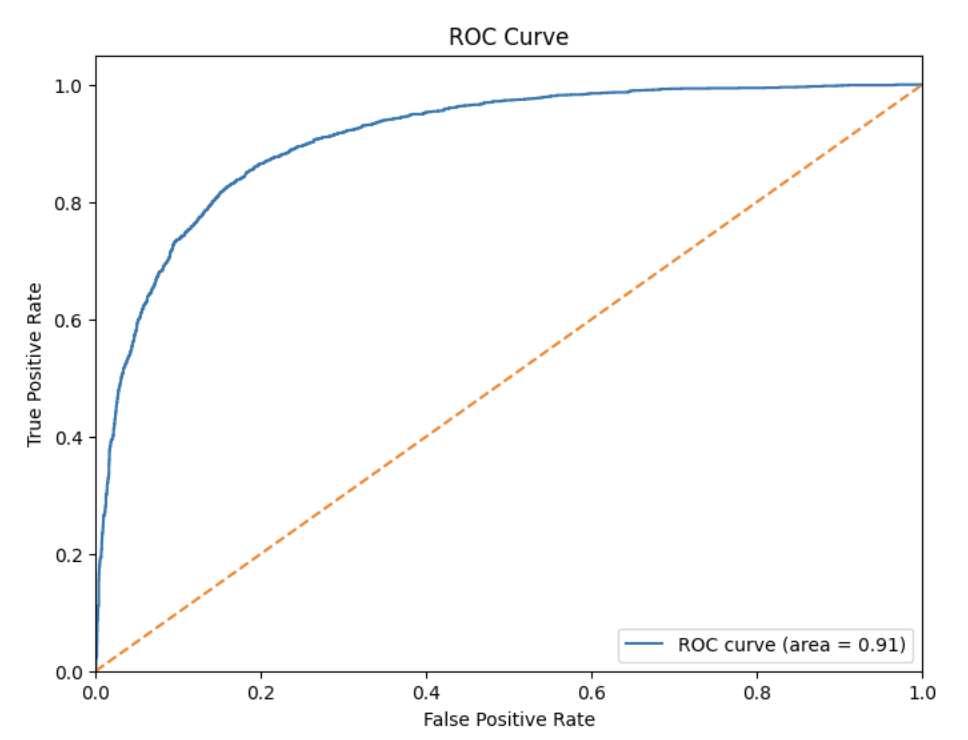 ROC Curve
True Positive Rate
1.0
0.8
0.6
0.4
0.2
0.0
ROC curve (area = 0.91)
0.0 0.2 0.4 0.6 0.8 1.0
False Positive Rate